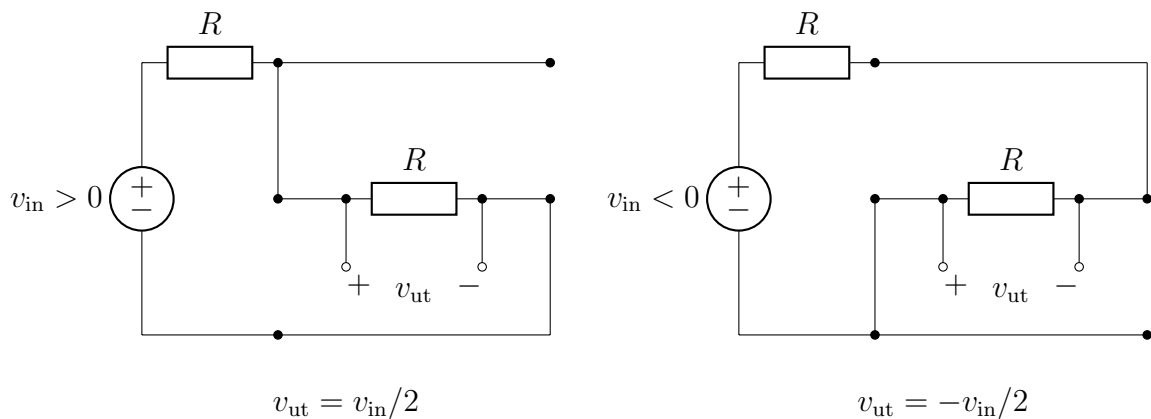 R
R
R
R
v_in > 0
+
−
v_in < 0
+
−
+ v_ut −
+ v_ut −
v_ut = v_in/2
v_ut = −v_in/2